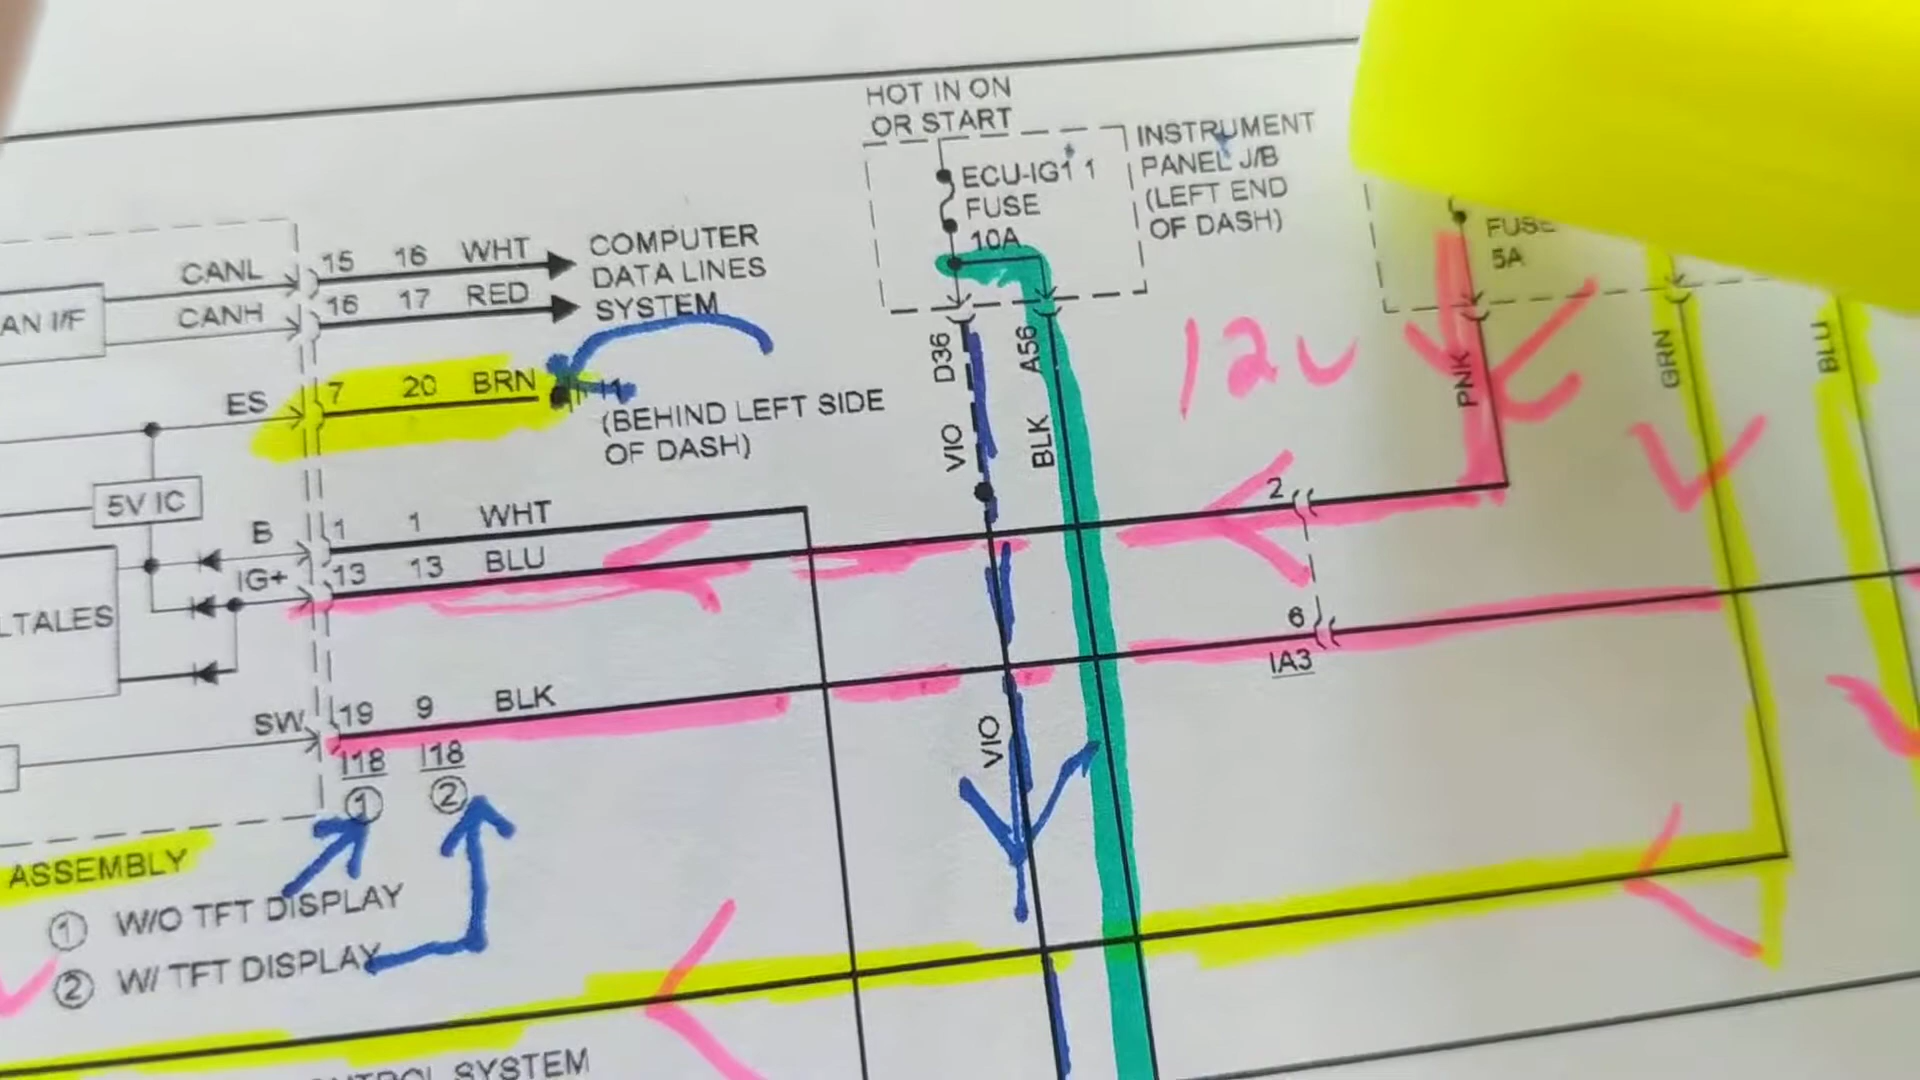 HOT IN ON
OR START
INSTRUMENT
PANEL J/B
(LEFT END
OF DASH)
ECU-IG1 1
FUSE
10A
FUSE
5A
CANL 15 16 WHT
CANH 16 17 RED
COMPUTER
DATA LINES
SYSTEM
AN I/F
ES 7 20 BRN
(BEHIND LEFT SIDE
OF DASH)
D36
A56
VIO
BLK
12v
PNK
GRN
BLU
5V IC
B 1 1 WHT
IG+ 13 13 BLU
2
6
IA3
LTALES
SW 19 9 BLK
I18 I18
1 2
VIO
ASSEMBLY
1 W/O TFT DISPLAY
2 W/ TFT DISPLAY
SYSTEM